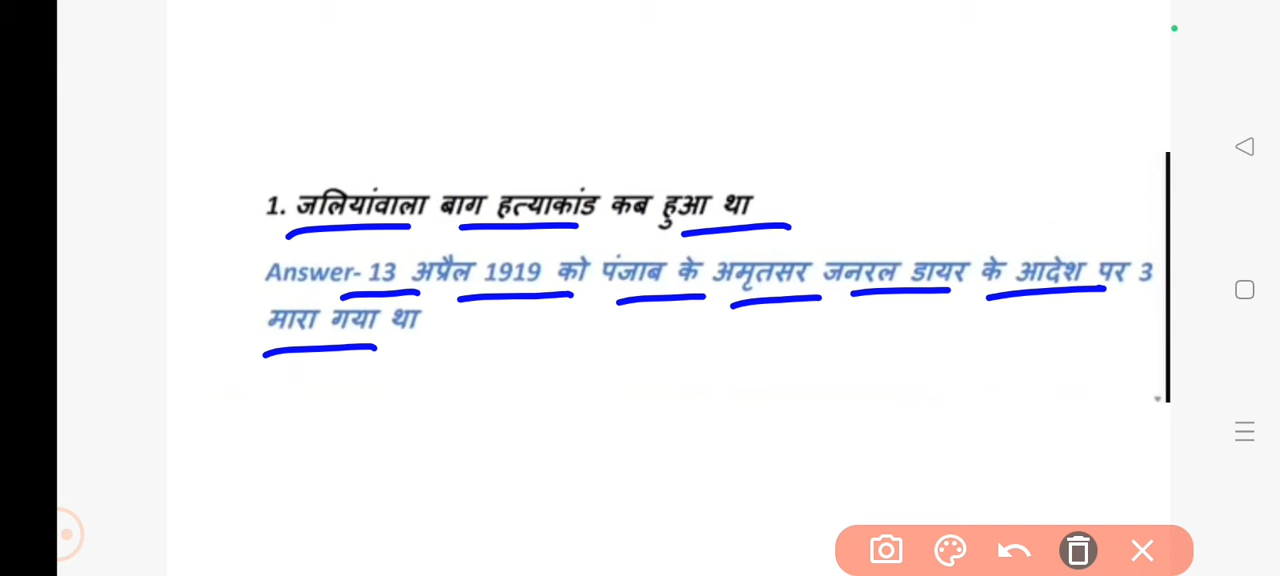 1. जलियांवाला बाग हत्याकांड कब हुआ था
Answer- 13 अप्रैल 1919 को पंजाब के अमृतसर जनरल डायर के आदेश पर 3
मारा गया था